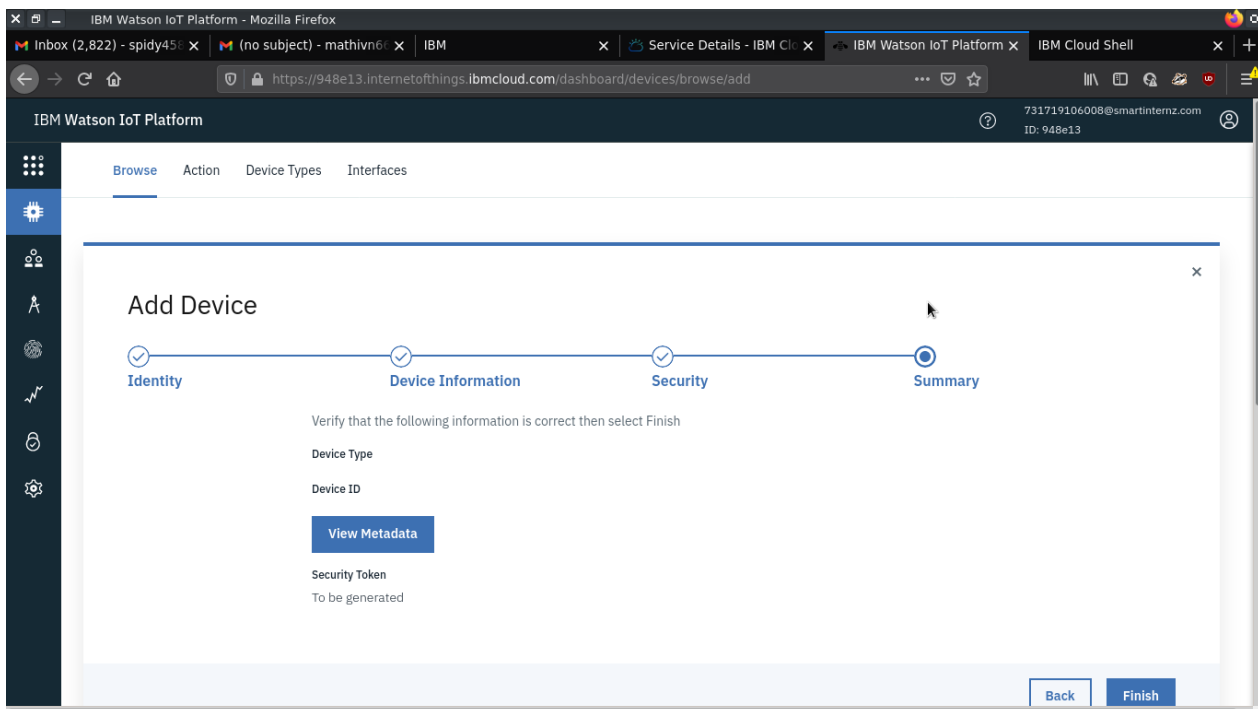 IBM Watson IoT Platform - Mozilla Firefox
Inbox (2,822) - spidy458
(no subject) - mathivn66
IBM
Service Details - IBM Clo
IBM Watson IoT Platform
IBM Cloud Shell
https://948e13.internetofthings.ibmcloud.com/dashboard/devices/browse/add
IBM Watson IoT Platform
731719106008@smartinternz.com
ID: 948e13
Browse Action Device Types Interfaces
Add Device
Identity Device Information Security Summary
Verify that the following information is correct then select Finish
Device Type
Device ID
View Metadata
Security Token
To be generated
Back Finish